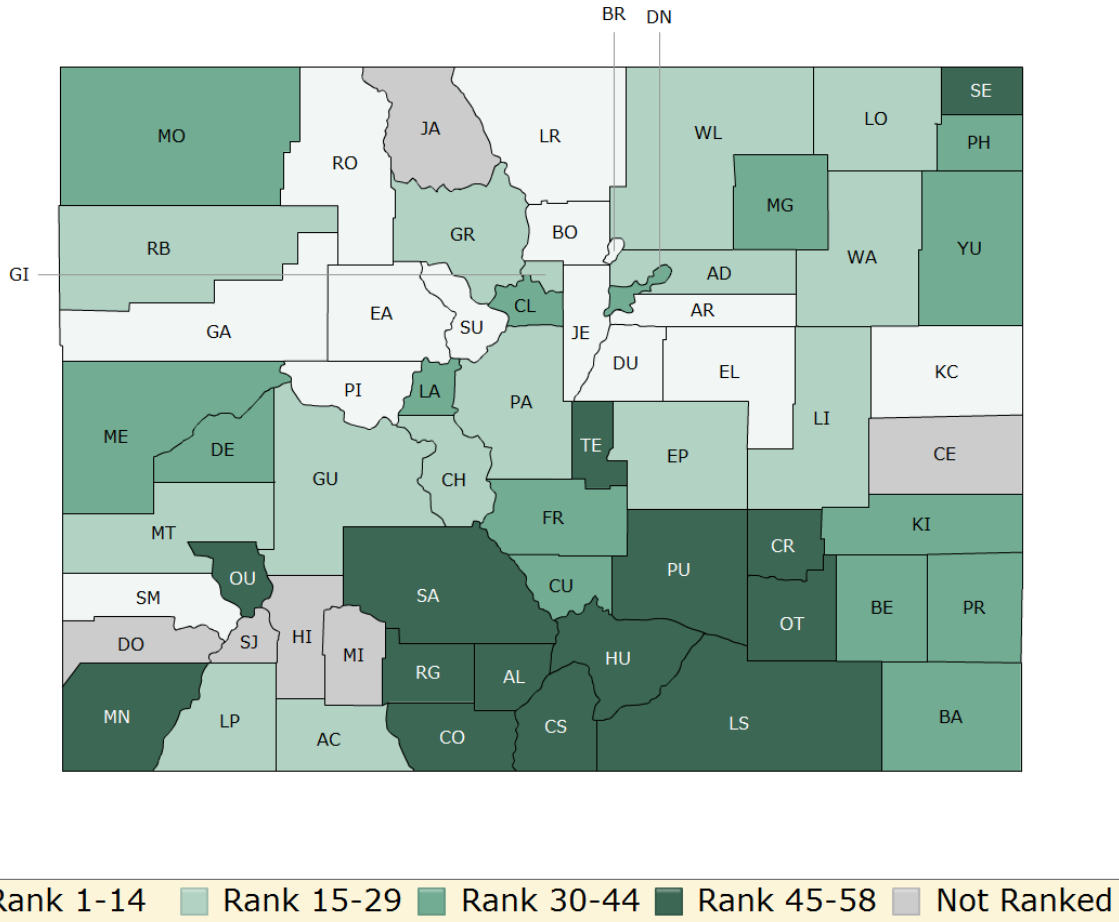 BR DN
SE
LO
JA
WL
MO
LR
PH
RO
MG
BO
GR
RB
YU
WA
GI
AD
CL
AR
EA
SU
GA
JE
DU
EL
KC
PI
LA
PA
LI
ME
TE
DE
CE
EP
GU
CH
FR
KI
MT
CR
PU
OU
CU
SA
SM
BE
PR
OT
HI
DO
SJ
MI
HU
RG
AL
MN
LP
BA
LS
CS
CO
AC
Rank 1-14 Rank 15-29 Rank 30-44 Rank 45-58 Not Ranked